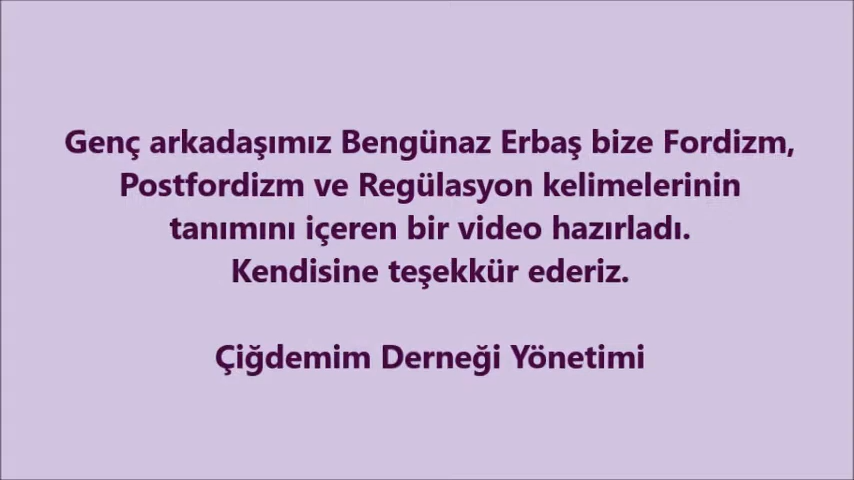 Genç arkadaşımız Bengünaz Erbaş bize Fordizm,
Postfordizm ve Regülasyon kelimelerinin
tanımını içeren bir video hazırladı.
Kendisine teşekkür ederiz.
Çiğdemim Derneği Yönetimi